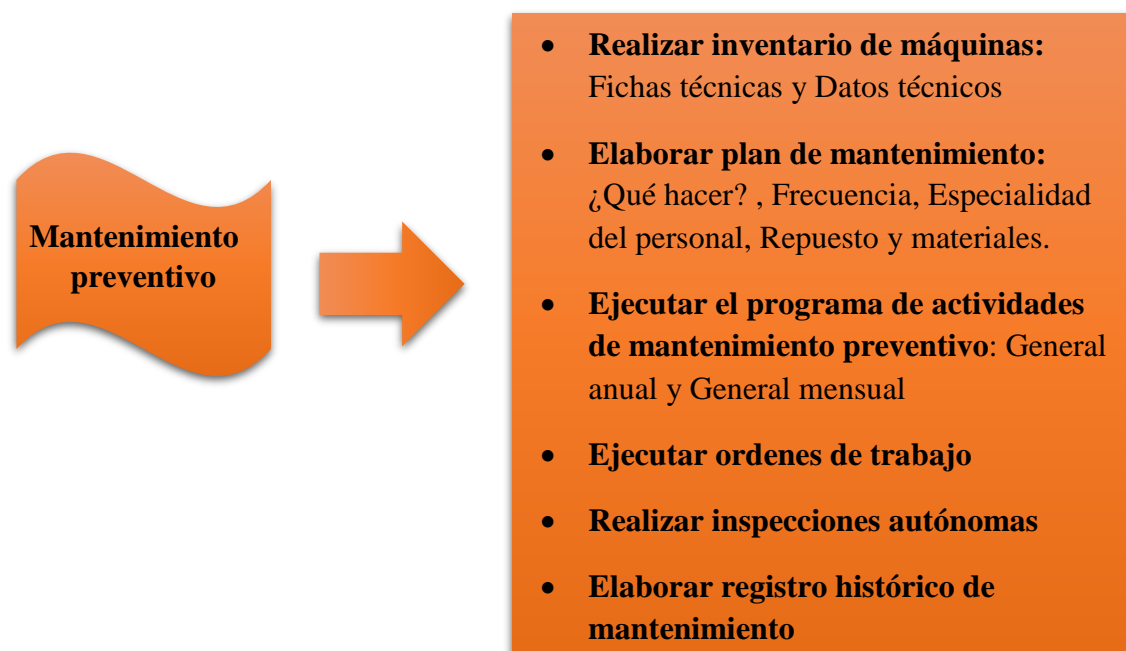 Mantenimiento
preventivo
• Realizar inventario de máquinas:
Fichas técnicas y Datos técnicos
• Elaborar plan de mantenimiento:
¿Qué hacer? , Frecuencia, Especialidad
del personal, Repuesto y materiales.
• Ejecutar el programa de actividades
de mantenimiento preventivo: General
anual y General mensual
• Ejecutar ordenes de trabajo
• Realizar inspecciones autónomas
• Elaborar registro histórico de
mantenimiento